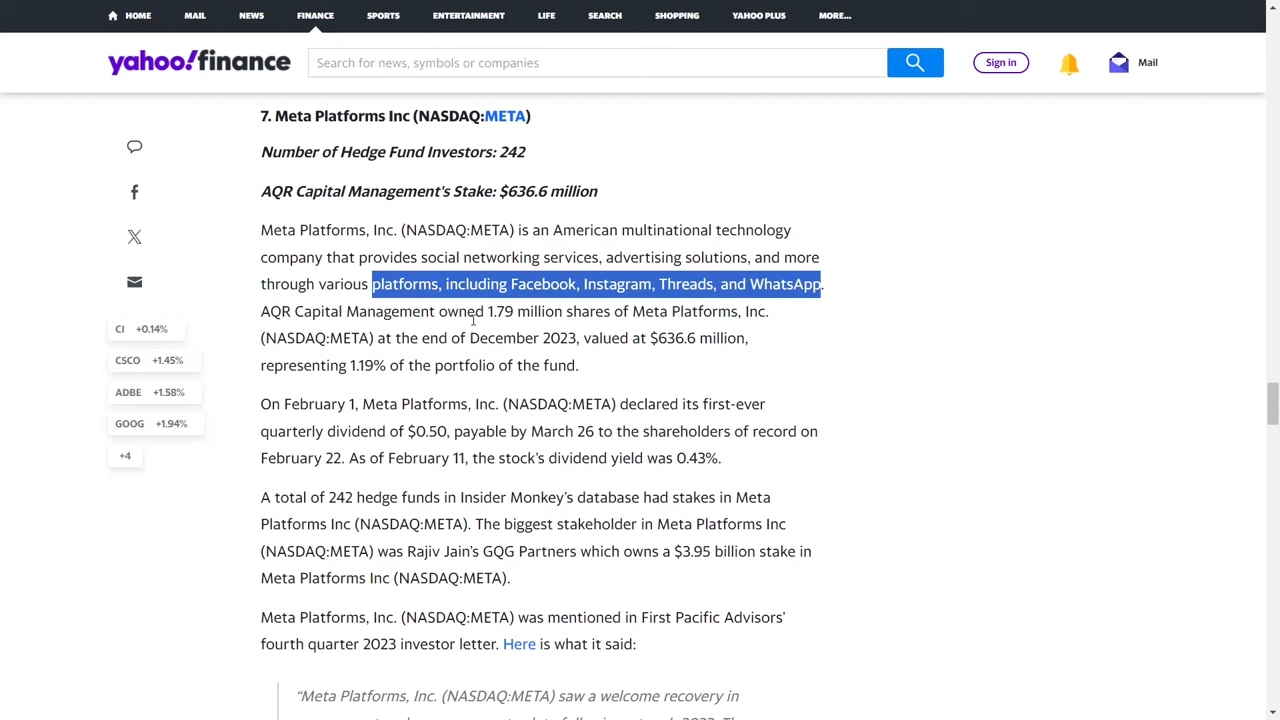 HOME MAIL NEWS FINANCE SPORTS ENTERTAINMENT LIFE SEARCH SHOPPING YAHOO PLUS MORE...
yahoo!finance Search for news, symbols or companies Sign in Mail
7. Meta Platforms Inc (NASDAQ:META)
Number of Hedge Fund Investors: 242
AQR Capital Management's Stake: $636.6 million
Meta Platforms, Inc. (NASDAQ:META) is an American multinational technology
company that provides social networking services, advertising solutions, and more
through various platforms, including Facebook, Instagram, Threads, and WhatsApp.
AQR Capital Management owned 1.79 million shares of Meta Platforms, Inc.
(NASDAQ:META) at the end of December 2023, valued at $636.6 million,
representing 1.19% of the portfolio of the fund.
CI +0.14%
CSCO +1.45%
ADBE +1.58%
GOOG +1.94%
+4
On February 1, Meta Platforms, Inc. (NASDAQ:META) declared its first-ever
quarterly dividend of $0.50, payable by March 26 to the shareholders of record on
February 22. As of February 11, the stock’s dividend yield was 0.43%.
A total of 242 hedge funds in Insider Monkey’s database had stakes in Meta
Platforms Inc (NASDAQ:META). The biggest stakeholder in Meta Platforms Inc
(NASDAQ:META) was Rajiv Jain’s GQG Partners which owns a $3.95 billion stake in
Meta Platforms Inc (NASDAQ:META).
Meta Platforms, Inc. (NASDAQ:META) was mentioned in First Pacific Advisors’
fourth quarter 2023 investor letter. Here is what it said:
“Meta Platforms, Inc. (NASDAQ:META) saw a welcome recovery in